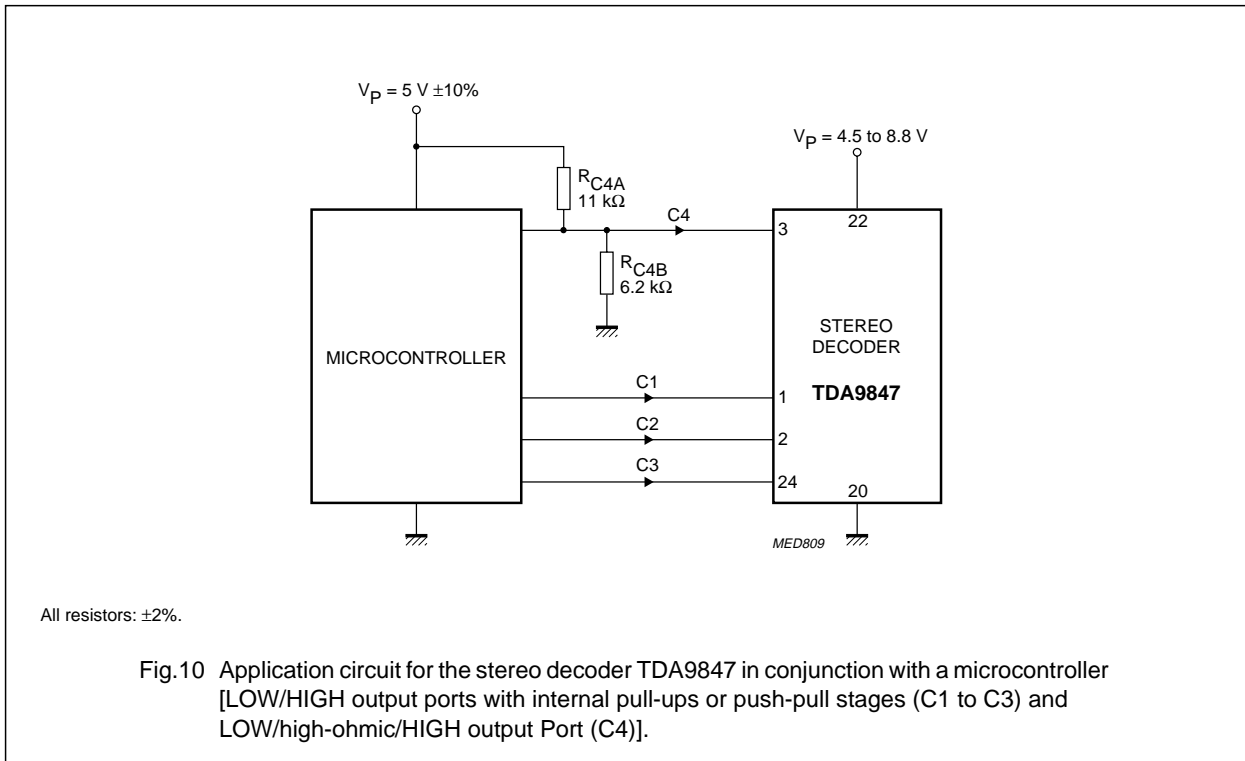 V_P = 5 V ±10%
V_P = 4.5 to 8.8 V
R_C4A
11 kΩ
C4
3
22
R_C4B
6.2 kΩ
MICROCONTROLLER
STEREO
DECODER
TDA9847
C1
1
C2
2
C3
24
20
MED809
All resistors: ±2%.
Fig.10 Application circuit for the stereo decoder TDA9847 in conjunction with a microcontroller
[LOW/HIGH output ports with internal pull-ups or push-pull stages (C1 to C3) and
LOW/high-ohmic/HIGH output Port (C4)].